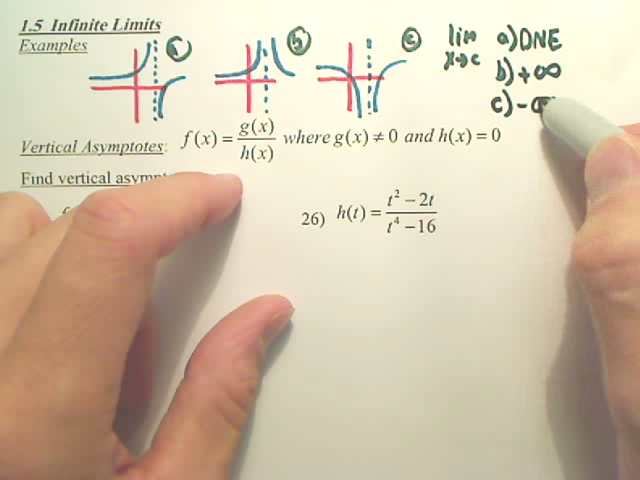 1.5 Infinite Limits
Examples
a
b
c
lim
x→c
a) DNE
b) +∞
c) -
Vertical Asymptotes: f(x) = g(x)/h(x) where g(x) ≠ 0 and h(x) = 0
Find vertical
26) h(t) = (t² − 2t)/(t⁴ − 16)